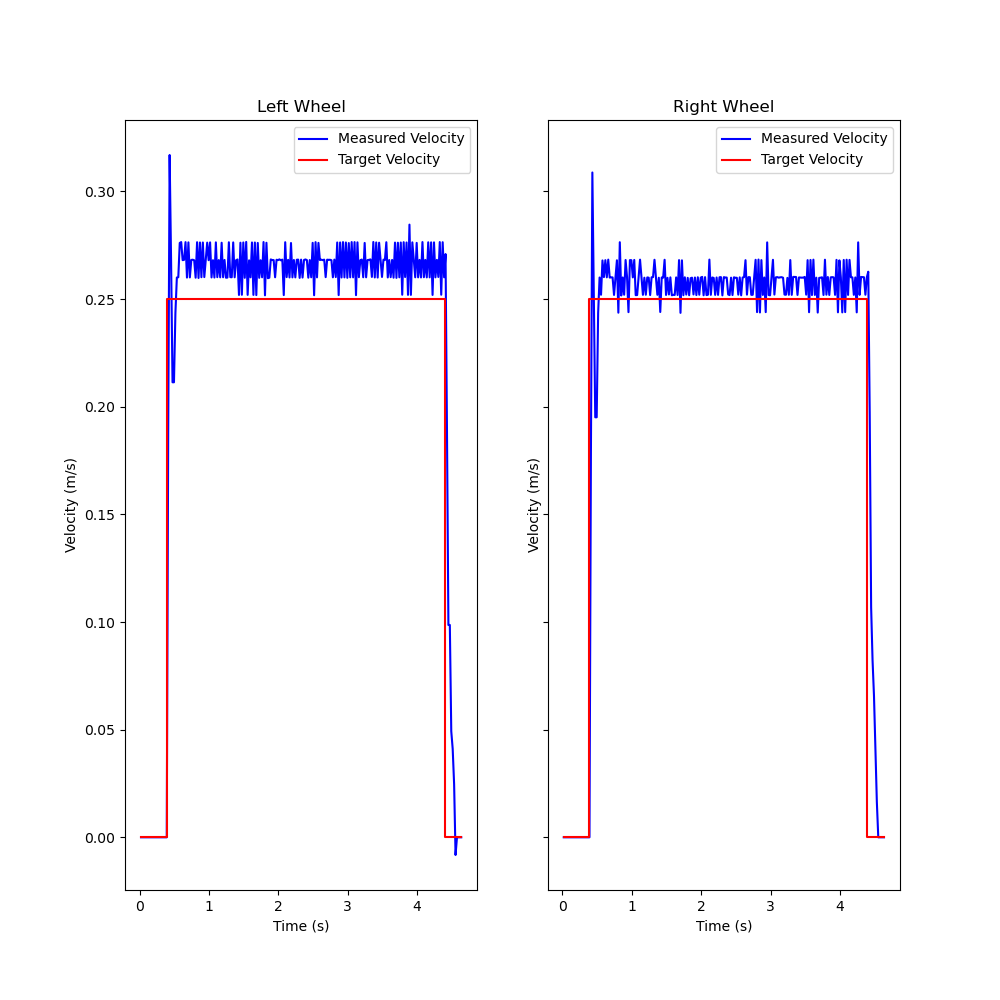 Left Wheel
Measured Velocity
Target Velocity
0.30
0.25
0.20
0.15
0.10
0.05
0.00
Velocity (m/s)
0 1 2 3 4
Time (s)
Right Wheel
Measured Velocity
Target Velocity
Velocity (m/s)
0 1 2 3 4
Time (s)